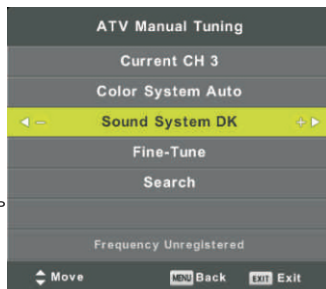 ATV Manual Tuning
Current CH 3
Color System Auto
Sound System DK
Fine-Tune
Search
Frequency Unregistered
Move MENU Back EXIT Exit